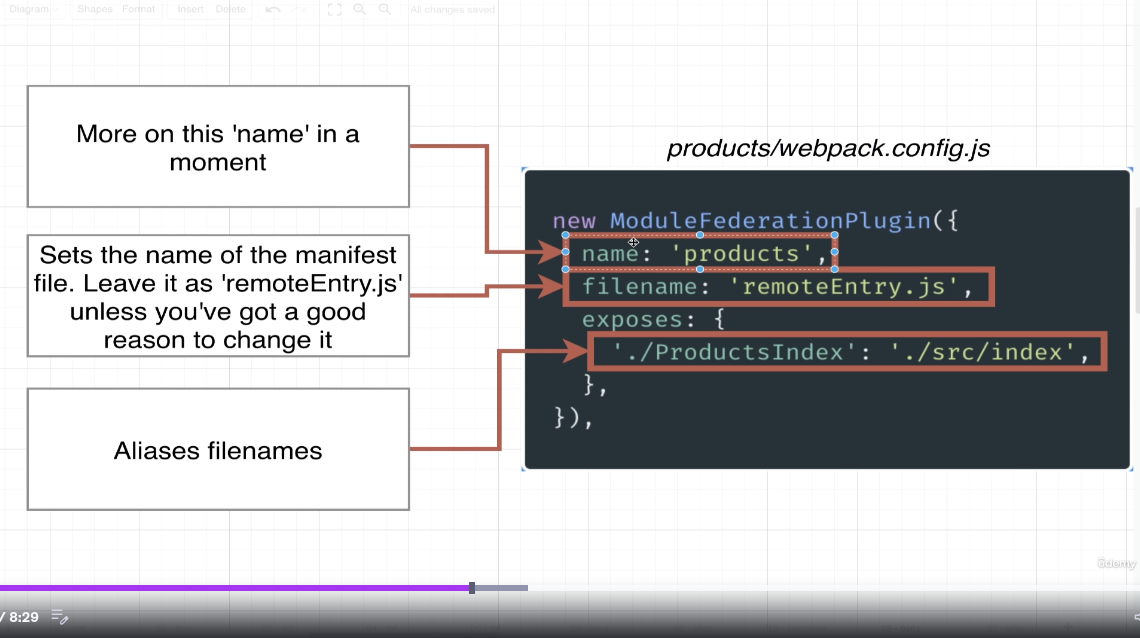 Diagram Shapes Format Insert Delete All changes saved
More on this 'name' in a
moment
Sets the name of the manifest
file. Leave it as 'remoteEntry.js'
unless you've got a good
reason to change it
Aliases filenames
products/webpack.config.js
new ModuleFederationPlugin({
name: 'products',
filename: 'remoteEntry.js',
exposes: {
'./ProductsIndex': './src/index',
},
}),
ûdemy
/ 8:29